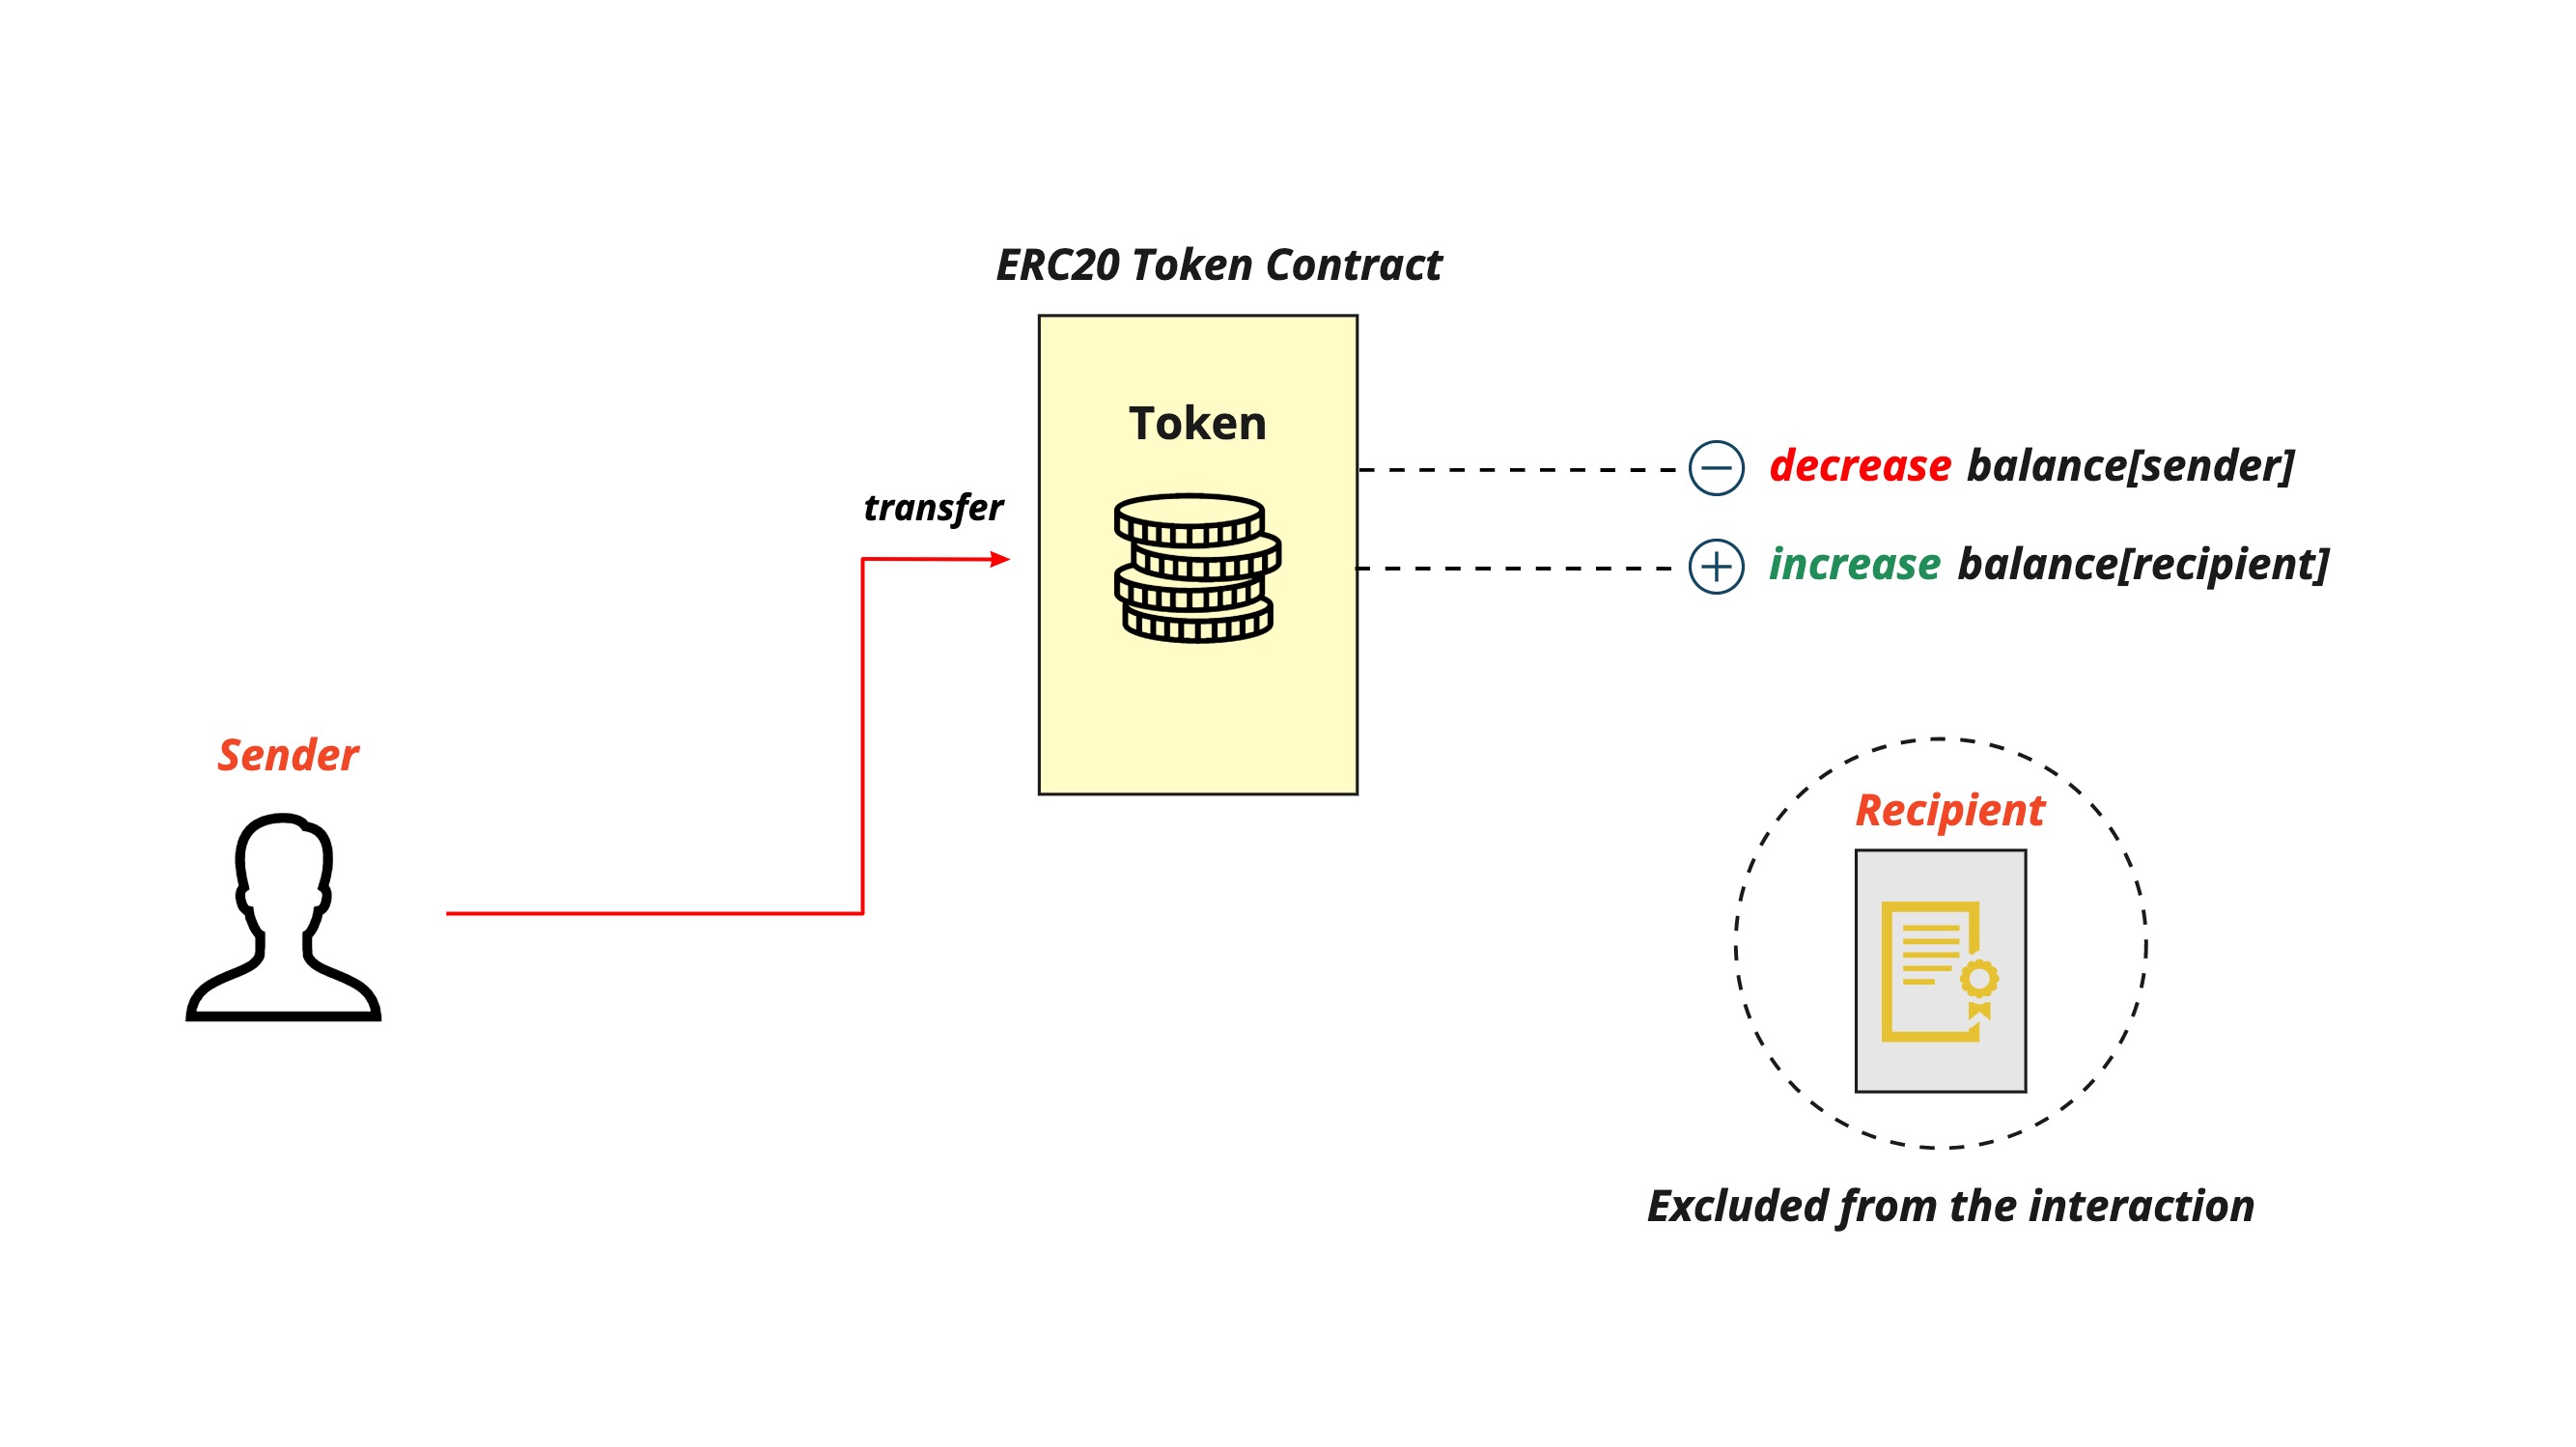 ERC20 Token Contract
Token
transfer
decrease balance[sender]
increase balance[recipient]
Sender
Recipient
Excluded from the interaction